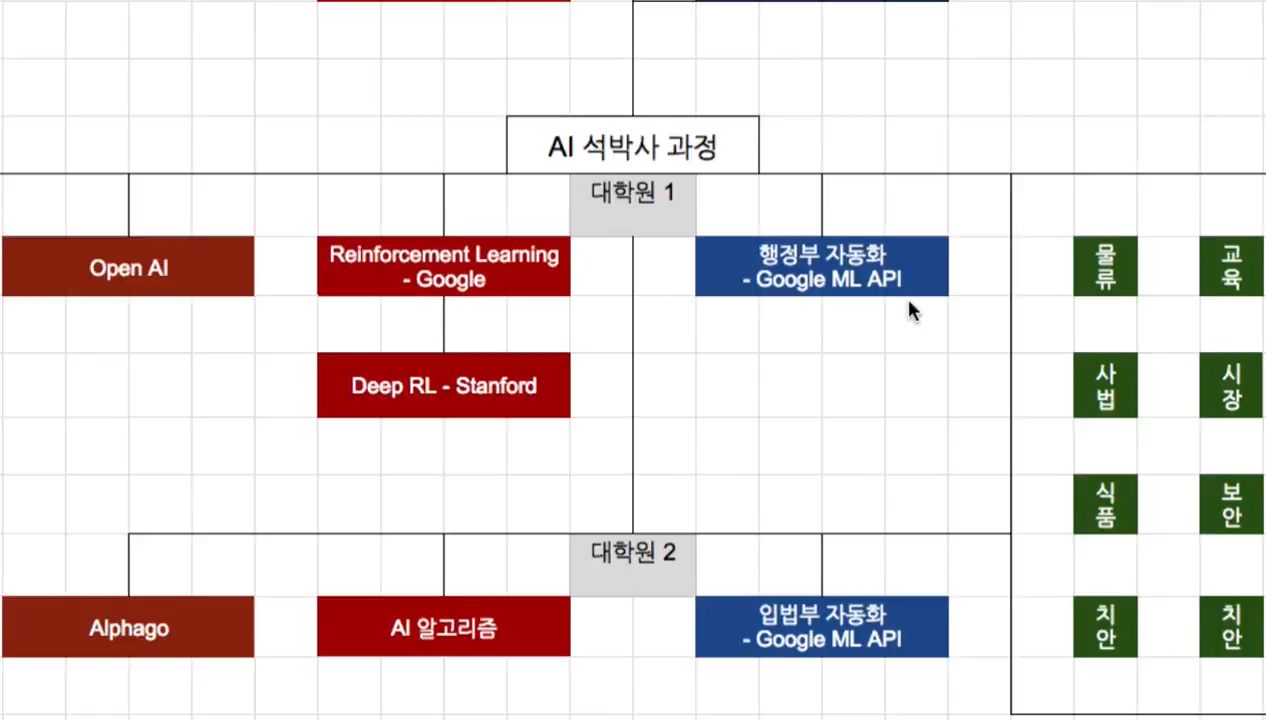 AI 석박사 과정
대학원 1
Open AI
Reinforcement Learning
- Google
행정부 자동화
- Google ML API
물
류
교
육
Deep RL - Stanford
사
법
시
장
식
품
보
안
대학원 2
Alphago
AI 알고리즘
입법부 자동화
- Google ML API
치
안
치
안